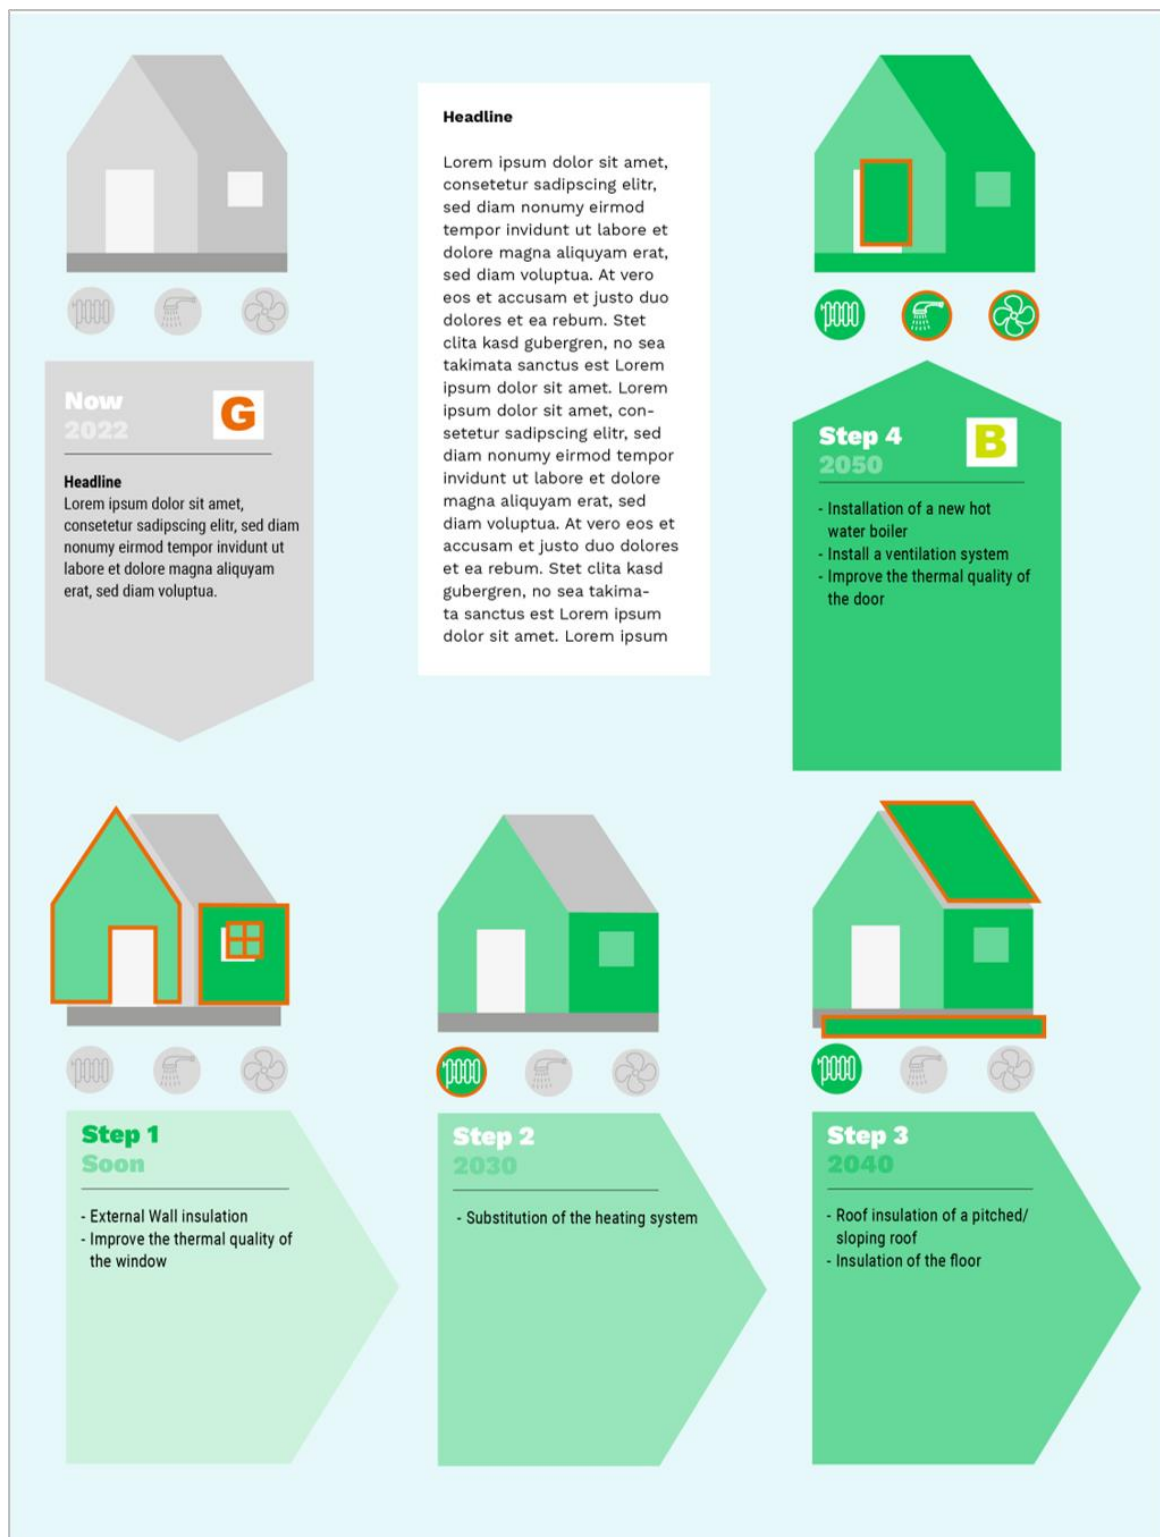 Now
2022
G
Headline
Lorem ipsum dolor sit amet,
consetetur sadipscing elitr, sed diam
nonumy eirmod tempor invidunt ut
labore et dolore magna aliquyam
erat, sed diam voluptua.
Headline
Lorem ipsum dolor sit amet,
consetetur sadipscing elitr,
sed diam nonumy eirmod
tempor invidunt ut labore et
dolore magna aliquyam erat,
sed diam voluptua. At vero
eos et accusam et justo duo
dolores et ea rebum. Stet
clita kasd gubergren, no sea
takimata sanctus est Lorem
ipsum dolor sit amet. Lorem
ipsum dolor sit amet, con-
setetur sadipscing elitr, sed
diam nonumy eirmod tempor
invidunt ut labore et dolore
magna aliquyam erat, sed
diam voluptua. At vero eos et
accusam et justo duo dolores
et ea rebum. Stet clita kasd
gubergren, no sea takima-
ta sanctus est Lorem ipsum
dolor sit amet. Lorem ipsum
Step 4
2050
B
- Installation of a new hot
water boiler
- Install a ventilation system
- Improve the thermal quality of
the door
Step 1
Soon
- External Wall insulation
- Improve the thermal quality of
the window
Step 2
2030
- Substitution of the heating system
Step 3
2040
- Roof insulation of a pitched/
sloping roof
- Insulation of the floor